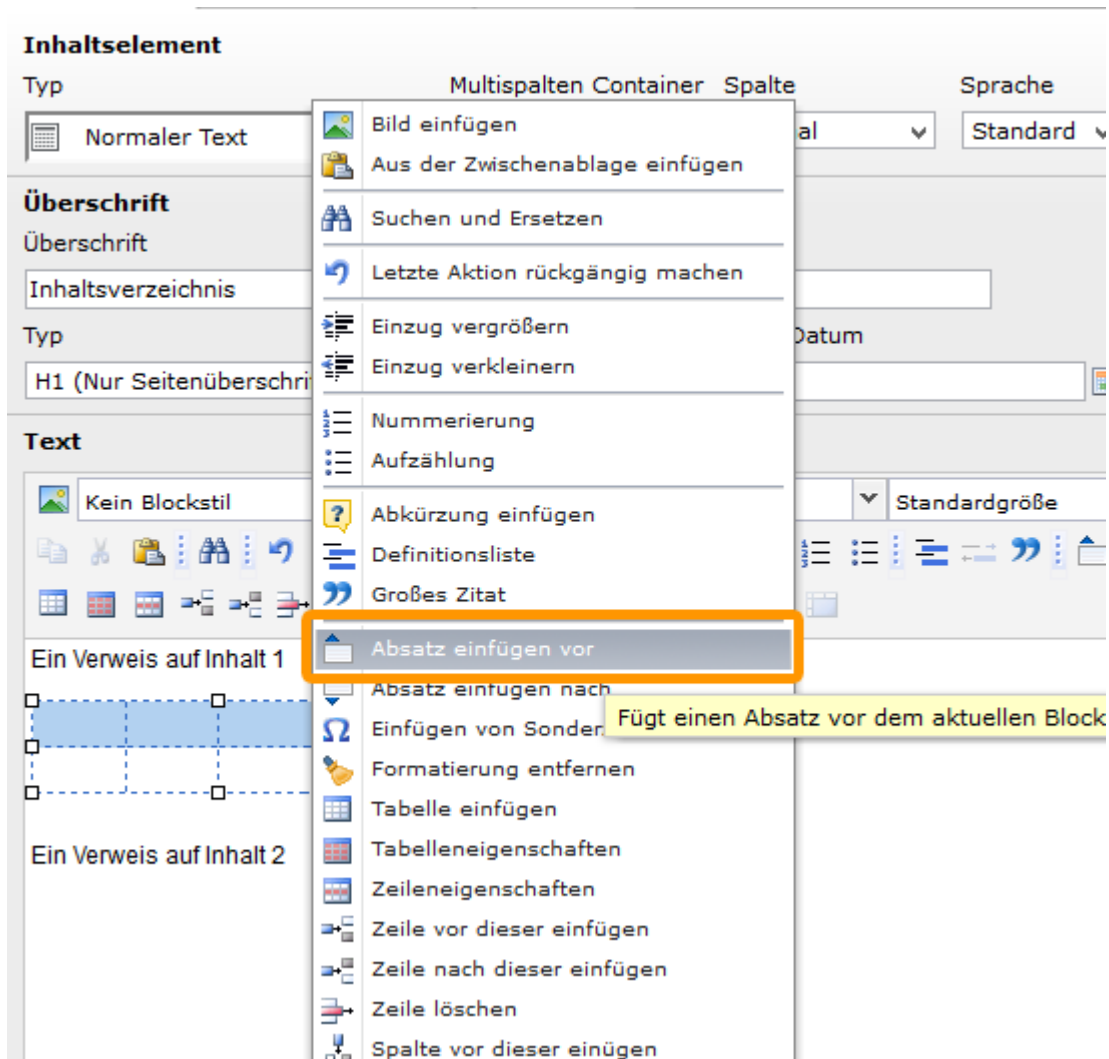 Inhaltselement
Typ Multispalten Container Spalte Sprache
Normaler Text al Standard
Überschrift
Überschrift
Inhaltsverzeichnis
Typ Datum
H1 (Nur Seitenüberschri
Text
Kein Blockstil Standardgröße
Ein Verweis auf Inhalt 1
Ein Verweis auf Inhalt 2
Bild einfügen
Aus der Zwischenablage einfügen
Suchen und Ersetzen
Letzte Aktion rückgängig machen
Einzug vergrößern
Einzug verkleinern
Nummerierung
Aufzählung
Abkürzung einfügen
Definitionsliste
Großes Zitat
Absatz einfügen vor
Absatz einfügen nach
Fügt einen Absatz vor dem aktuellen Block
Einfügen von Sonder
Formatierung entfernen
Tabelle einfügen
Tabelleneigenschaften
Zeileneigenschaften
Zeile vor dieser einfügen
Zeile nach dieser einfügen
Zeile löschen
Spalte vor dieser einügen